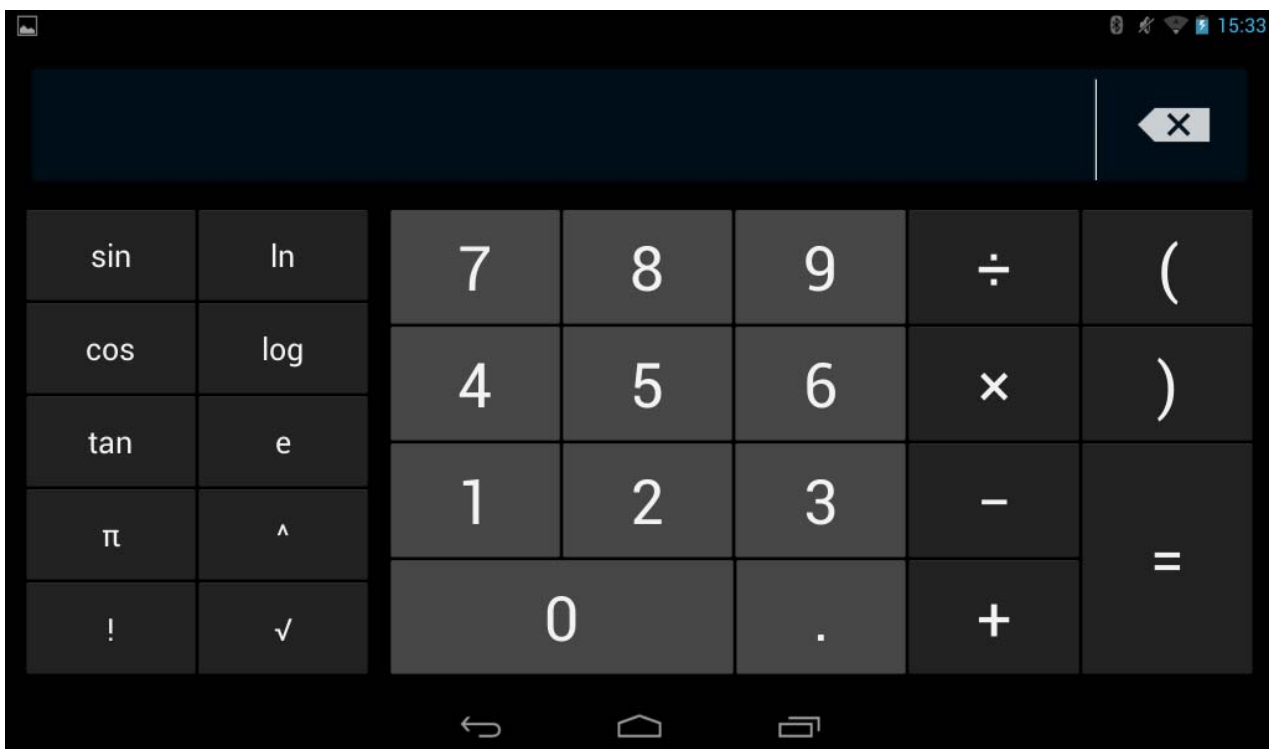 15:33
sin ln 7 8 9 ÷ (
cos log 4 5 6 × )
tan e 1 2 3 −
π ^ =
! √ 0 . +